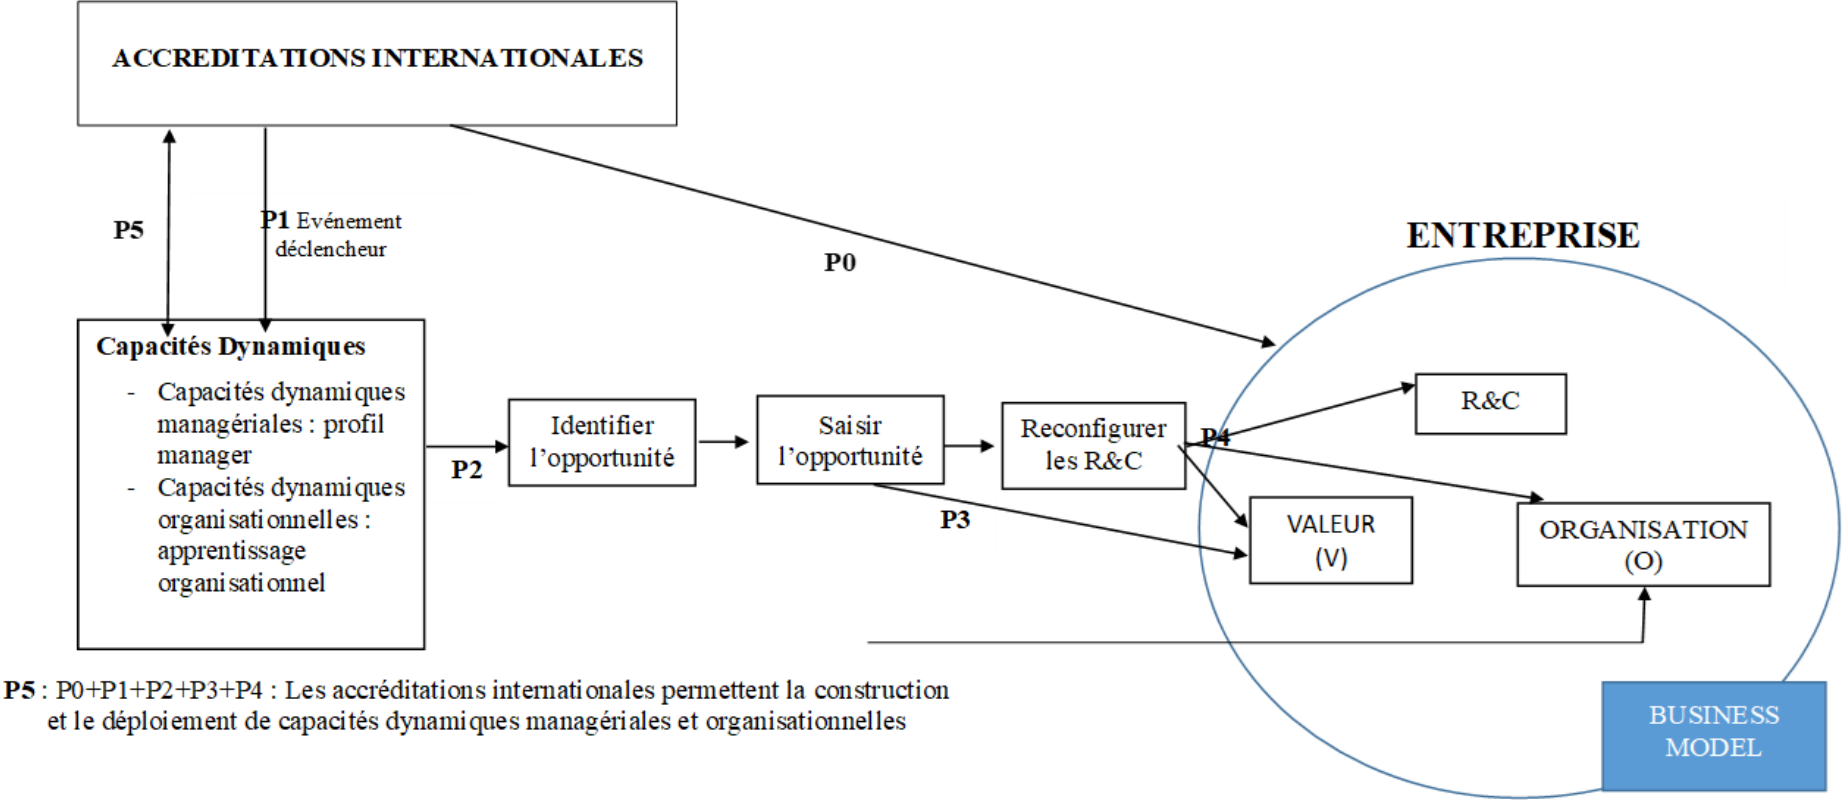 ACCREDITATIONS INTERNATIONALES
P5
P1 Evénement
déclencheur
P0
ENTREPRISE
Capacités Dynamiques
- Capacités dynamiques
managériales : profil
manager
- Capacités dynamiques
organisationnelles :
apprentissage
organisationnel
P2
Identifier
l’opportunité
Saisir
l’opportunité
P3
Reconfigurer
les R&C
P4
R&C
VALEUR
(V)
ORGANISATION
(O)
P5 : P0+P1+P2+P3+P4 : Les accréditations internationales permettent la construction
et le déploiement de capacités dynamiques managériales et organisationnelles
BUSINESS
MODEL